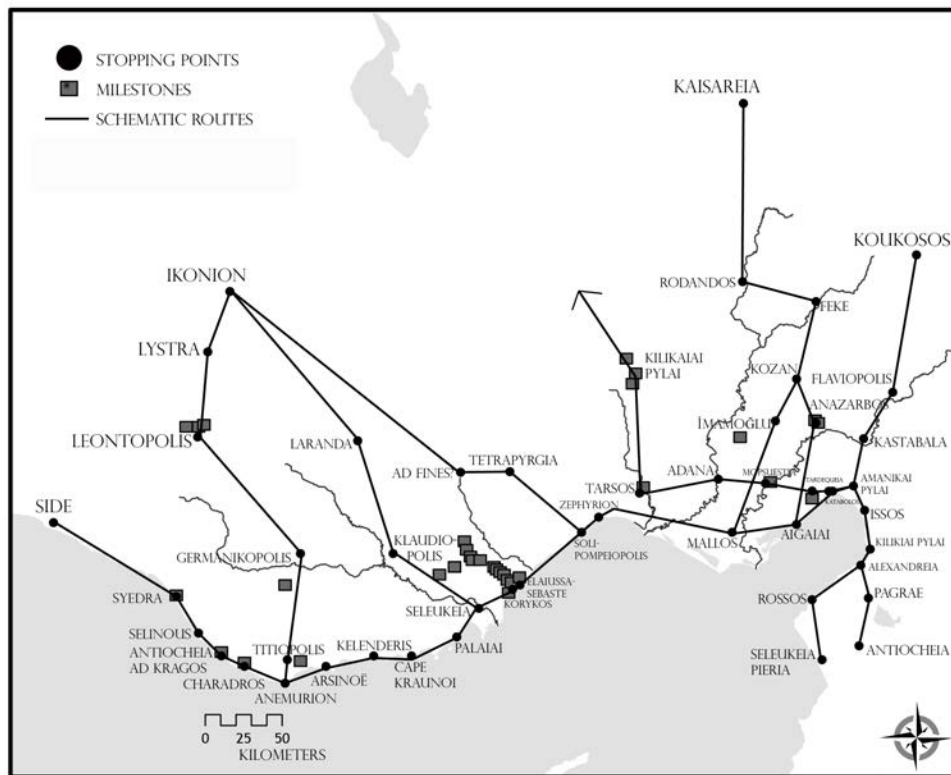 STOPPING POINTS
MILESTONES
SCHEMATIC ROUTES
KAISAREIA
KOUKOSOS
RODANDOS
FEKE
IKONION
LYSTRA
KILIKAIAI
PYLAI
KOZAN
FLAVIOPOLIS
ANAZARBOS
İMAMOĞLU
LEONTOPOLIS
LARANDA
KASTABALA
AD FINES
TETRAPYRGIA
ADANA
MOPSUESTIA
TARDEQUEIA
KATABOLOS
AMANIKAI
PYLAI
TARSOS
SIDE
ZEPHYRION
ISSOS
SOLI-
POMPEIOPOLIS
MALLOS
AIGAIAI
KLAUDIO-
POLIS
GERMANIKOPOLIS
KILIKIAI PYLAI
ALEXANDREIA
ELAIUSSA-
SEBASTE
KORYKOS
SYEDRA
SELEUKEIA
ROSSOS
PAGRAE
SELINOUS
ANTIOCHEIA
AD KRAGOS
TITIOPOLIS
KELENDERIS
PALAIAI
CHARADROS
ARSINOË
CAPE
KRAUNOI
ANEMURION
SELEUKEIA
PIERIA
ANTIOCHEIA
0 25 50
KILOMETERS